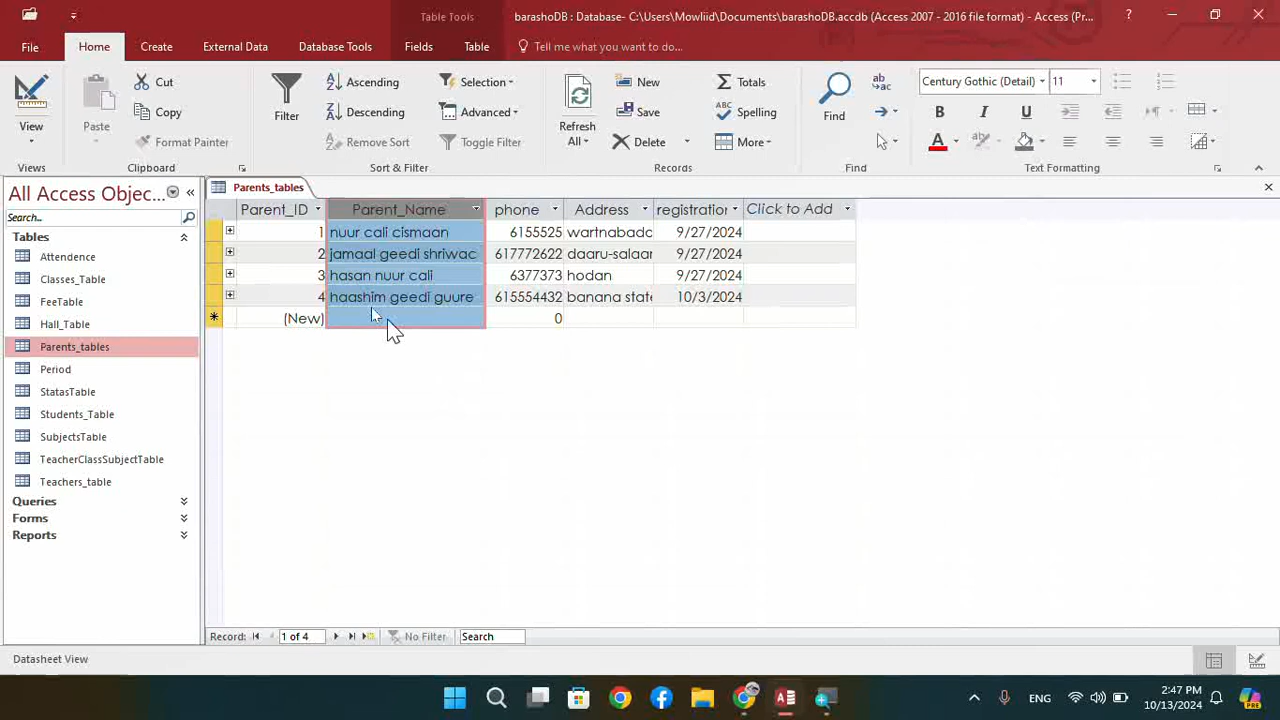 Table Tools
barashoDB : Database- C:\Users\Mowliid\Documents\barashoDB.accdb (Access 2007 - 2016 file format) - Access (Pr...
File Home Create External Data Database Tools Fields Table Tell me what you want to do...
View
Paste
Cut
Copy
Format Painter
Filter
Ascending
Descending
Remove Sort
Selection
Advanced
Toggle Filter
Refresh
All
New
Save
Delete
Totals
Spelling
More
Find
ab
ac
Century Gothic (Detail) 11
B I U
A
Views Clipboard Sort & Filter Records Find Text Formatting
All Access Objec...
Search...
Tables
Attendence
Classes_Table
FeeTable
Hall_Table
Parents_tables
Period
StatasTable
Students_Table
SubjectsTable
TeacherClassSubjectTable
Teachers_table
Queries
Forms
Reports
Parents_tables
Parent_ID Parent_Name phone Address registration Click to Add
1 nuur cali cismaan 6155525 wartnabada 9/27/2024
2 jamaal geedi shriwac 617772622 daaru-salaar 9/27/2024
3 hasan nuur cali 6377373 hodan 9/27/2024
4 haashim geedi guure 615554432 banana state 10/3/2024
(New) 0
Record: 1 of 4 No Filter Search
Datasheet View
ENG
2:47 PM
10/13/2024
PRE